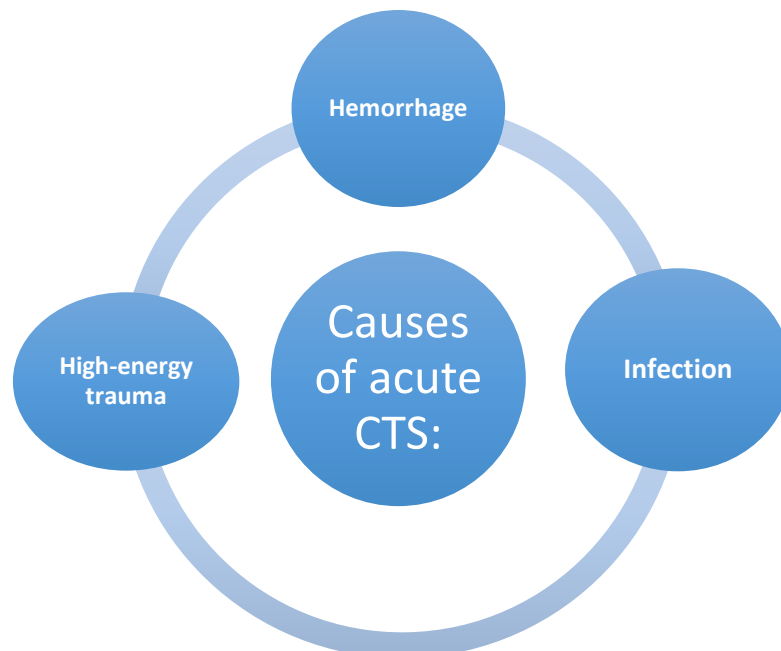 Hemorrhage
Causes
of acute
CTS:
High-energy
trauma
Infection